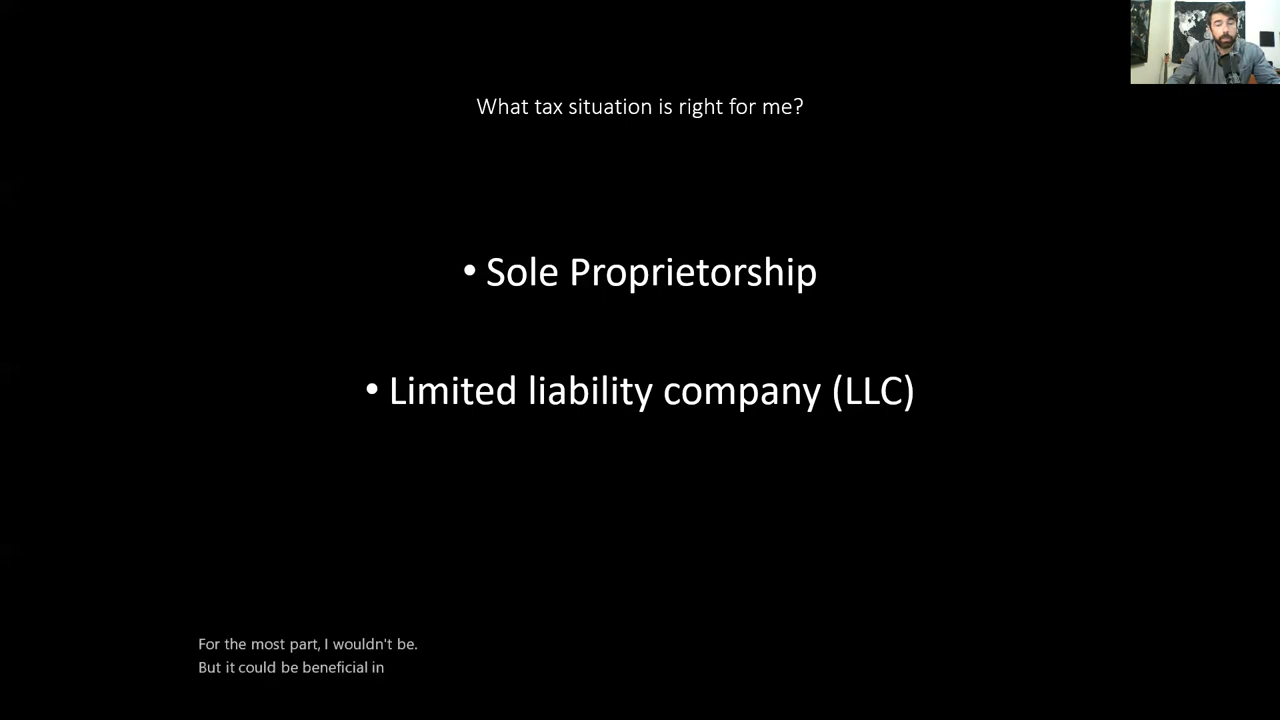 What tax situation is right for me?
• Sole Proprietorship
• Limited liability company (LLC)
For the most part, I wouldn't be.
But it could be beneficial in